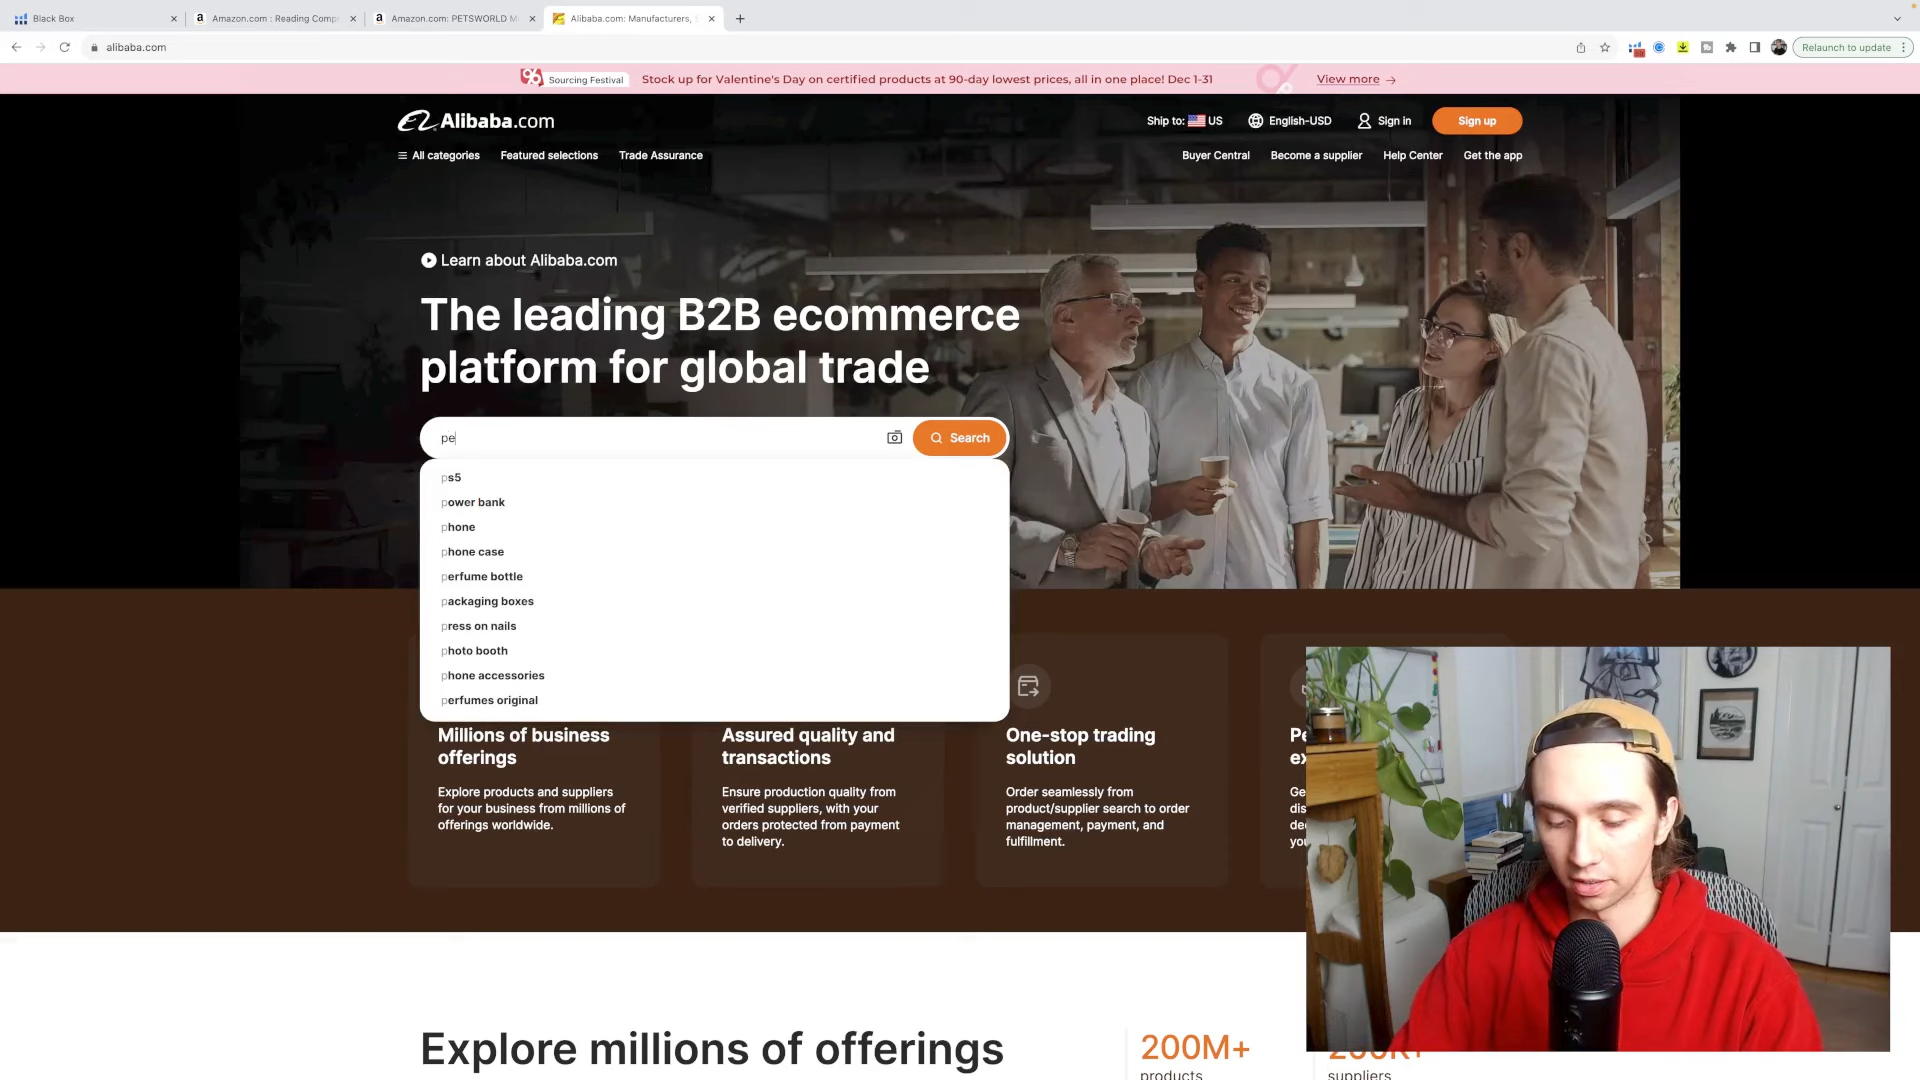 Black Box
Amazon.com : Reading Comp
Amazon.com: PETSWORLD M
Alibaba.com: Manufacturers,
alibaba.com
Relaunch to update
Sourcing Festival
Stock up for Valentine's Day on certified products at 90-day lowest prices, all in one place! Dec 1-31
View more →
Alibaba.com
Ship to: US
English-USD
Sign in
Sign up
All categories
Featured selections
Trade Assurance
Buyer Central
Become a supplier
Help Center
Get the app
Learn about Alibaba.com
The leading B2B ecommerce
platform for global trade
pe
Search
ps5
power bank
phone
phone case
perfume bottle
packaging boxes
press on nails
photo booth
phone accessories
perfumes original
Millions of business
offerings
Explore products and suppliers
for your business from millions of
offerings worldwide.
Assured quality and
transactions
Ensure production quality from
verified suppliers, with your
orders protected from payment
to delivery.
One-stop trading
solution
Order seamlessly from
product/supplier search to order
management, payment, and
fulfillment.
Explore millions of offerings
200M+
products
suppliers